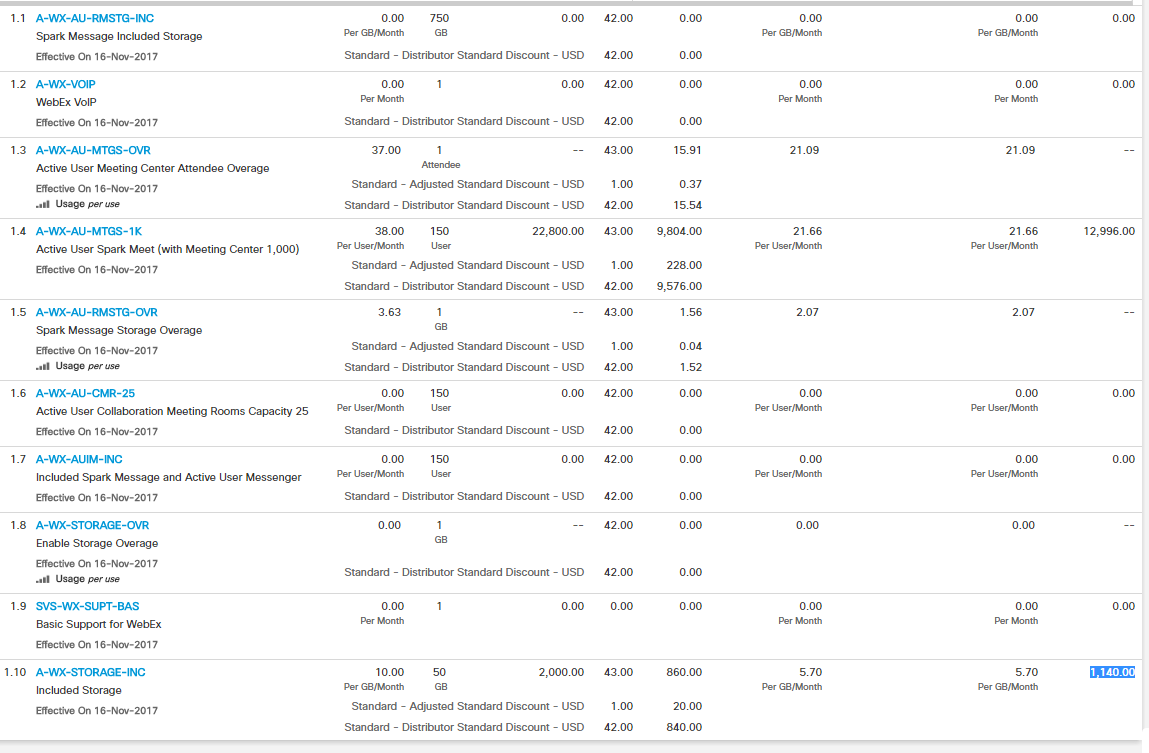 1.1 A-WX-AU-RMSTG-INC 0.00 750 0.00 42.00 0.00 0.00 0.00 0.00
Spark Message Included Storage Per GB/Month GB Per GB/Month Per GB/Month
Effective On 16-Nov-2017 Standard - Distributor Standard Discount - USD 42.00 0.00
1.2 A-WX-VOIP 0.00 1 0.00 42.00 0.00 0.00 0.00 0.00
WebEx VoIP Per Month Per Month Per Month
Effective On 16-Nov-2017 Standard - Distributor Standard Discount - USD 42.00 0.00
1.3 A-WX-AU-MTGS-OVR 37.00 1 -- 43.00 15.91 21.09 21.09 --
Active User Meeting Center Attendee Overage Attendee
Effective On 16-Nov-2017 Standard - Adjusted Standard Discount - USD 1.00 0.37
Usage per use Standard - Distributor Standard Discount - USD 42.00 15.54
1.4 A-WX-AU-MTGS-1K 38.00 150 22,800.00 43.00 9,804.00 21.66 21.66 12,996.00
Active User Spark Meet (with Meeting Center 1,000) Per User/Month User Per User/Month Per User/Month
Effective On 16-Nov-2017 Standard - Adjusted Standard Discount - USD 1.00 228.00
Standard - Distributor Standard Discount - USD 42.00 9,576.00
1.5 A-WX-AU-RMSTG-OVR 3.63 1 -- 43.00 1.56 2.07 2.07 --
Spark Message Storage Overage GB
Effective On 16-Nov-2017 Standard - Adjusted Standard Discount - USD 1.00 0.04
Usage per use Standard - Distributor Standard Discount - USD 42.00 1.52
1.6 A-WX-AU-CMR-25 0.00 150 0.00 42.00 0.00 0.00 0.00 0.00
Active User Collaboration Meeting Rooms Capacity 25 Per User/Month User Per User/Month Per User/Month
Effective On 16-Nov-2017 Standard - Distributor Standard Discount - USD 42.00 0.00
1.7 A-WX-AUIM-INC 0.00 150 0.00 42.00 0.00 0.00 0.00 0.00
Included Spark Message and Active User Messenger Per User/Month User Per User/Month Per User/Month
Effective On 16-Nov-2017 Standard - Distributor Standard Discount - USD 42.00 0.00
1.8 A-WX-STORAGE-OVR 0.00 1 -- 42.00 0.00 0.00 0.00 --
Enable Storage Overage GB
Effective On 16-Nov-2017 Standard - Distributor Standard Discount - USD 42.00 0.00
Usage per use
1.9 SVS-WX-SUPT-BAS 0.00 1 0.00 0.00 0.00 0.00 0.00 0.00
Basic Support for WebEx Per Month Per Month Per Month
Effective On 16-Nov-2017
1.10 A-WX-STORAGE-INC 10.00 50 2,000.00 43.00 860.00 5.70 5.70 1,140.00
Included Storage Per GB/Month GB Per GB/Month Per GB/Month
Effective On 16-Nov-2017 Standard - Adjusted Standard Discount - USD 1.00 20.00
Standard - Distributor Standard Discount - USD 42.00 840.00